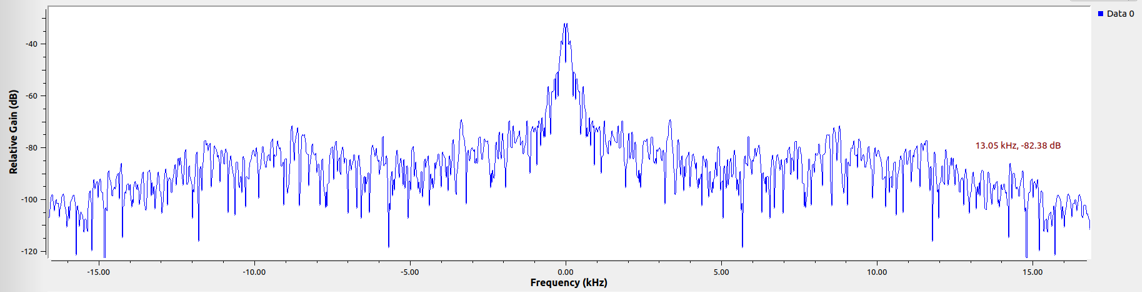 Data 0
Relative Gain (dB)
-40
-60
-80
-100
-120
13.05 kHz, -82.38 dB
-15.00 -10.00 -5.00 0.00 5.00 10.00 15.00
Frequency (kHz)